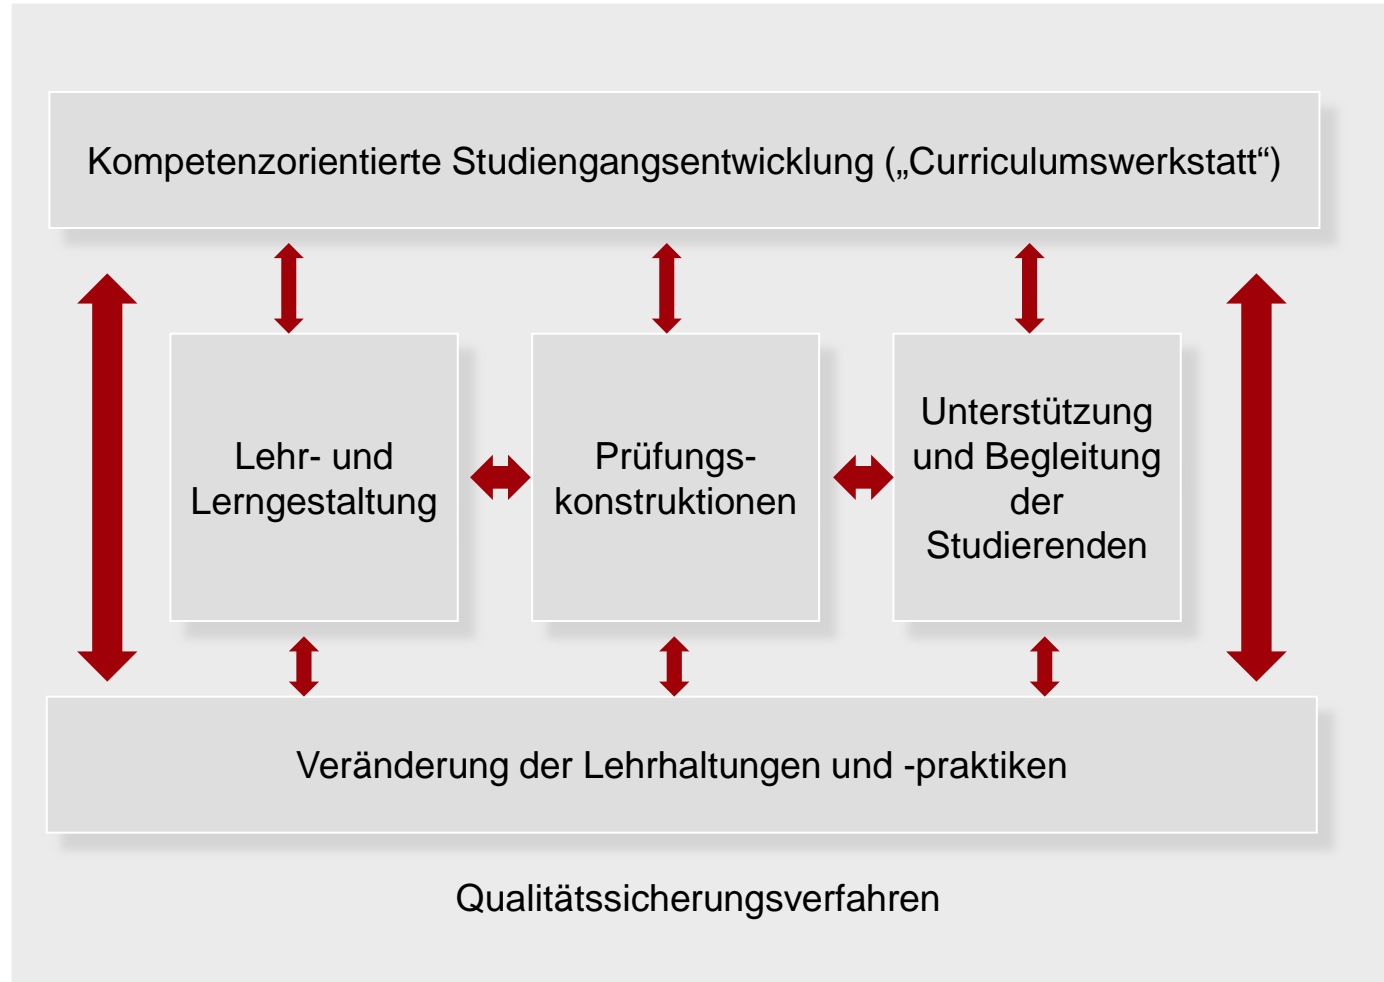 Kompetenzorientierte Studiengangsentwicklung („Curriculumswerkstatt“)
Lehr- und
Lerngestaltung
Prüfungs-
konstruktionen
Unterstützung
und Begleitung
der
Studierenden
Veränderung der Lehrhaltungen und -praktiken
Qualitätssicherungsverfahren